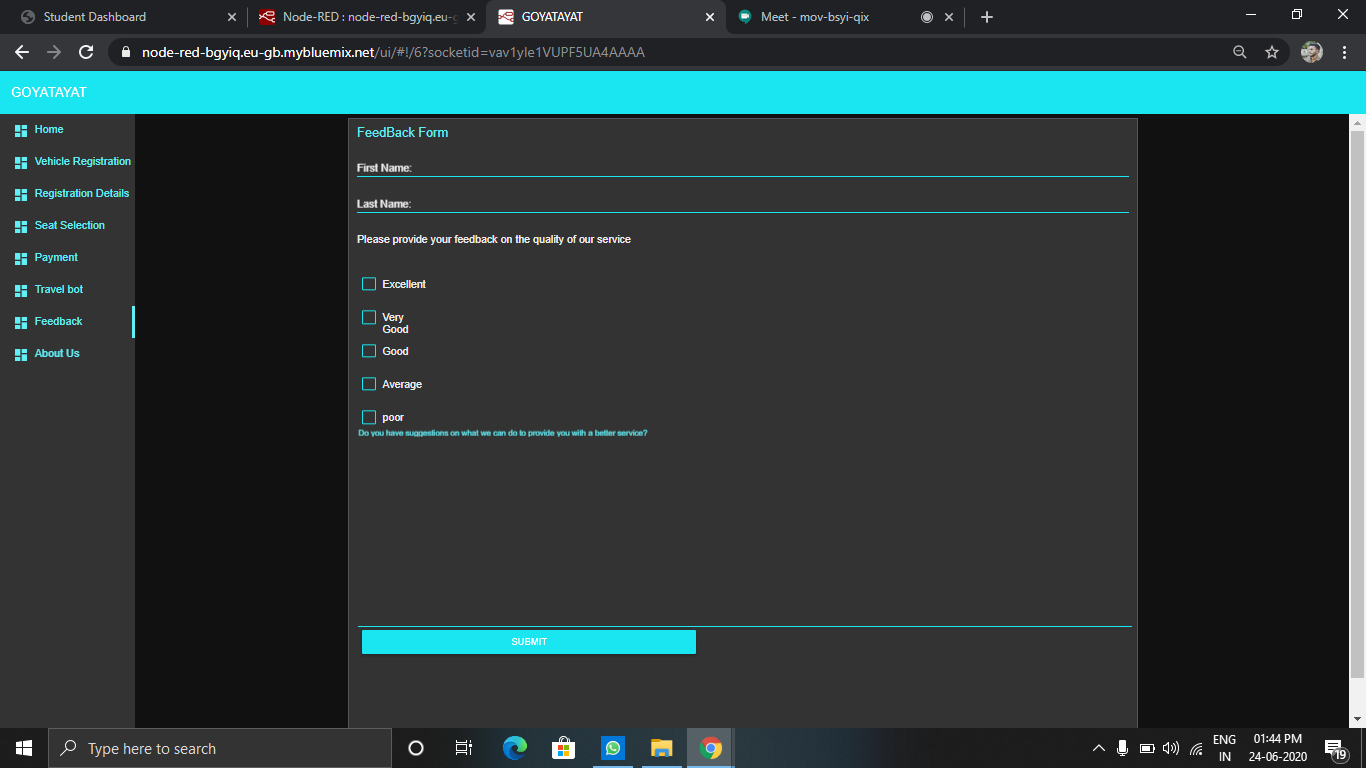 Student Dashboard
Node-RED : node-red-bgyiq.eu-g
GOYATAYAT
Meet - mov-bsyi-qix
node-red-bgyiq.eu-gb.mybluemix.net/ui/#!/6?socketid=vav1yle1VUPF5UA4AAAA
GOYATAYAT
Home
Vehicle Registration
Registration Details
Seat Selection
Payment
Travel bot
Feedback
About Us
FeedBack Form
First Name:
Last Name:
Please provide your feedback on the quality of our service
Excellent
Very
Good
Good
Average
poor
Do you have suggestions on what we can do to provide you with a better service?
SUBMIT
Type here to search
ENG
IN
01:44 PM
24-06-2020
19